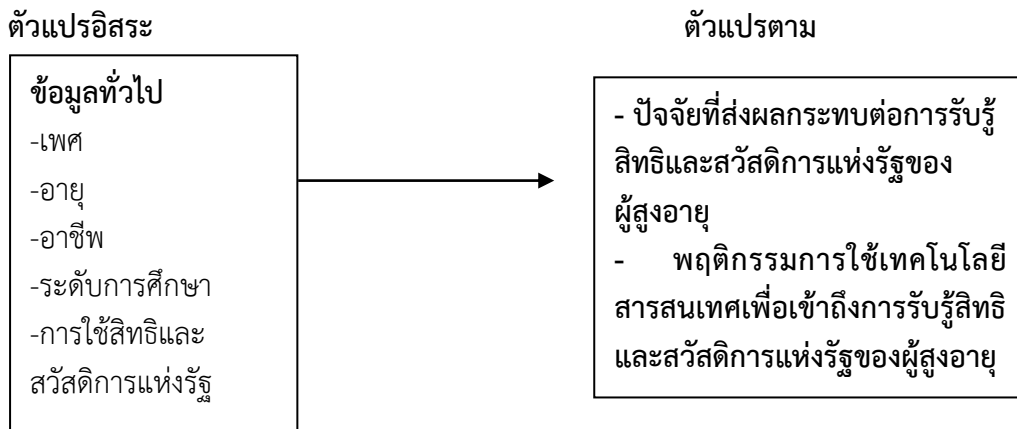 ตัวแปรอิสระ
ตัวแปรตาม
ข้อมูลทั่วไป
-เพศ
-อายุ
-อาชีพ
-ระดับการศึกษา
-การใช้สิทธิและ
สวัสดิการแห่งรัฐ
- ปัจจัยที่ส่งผลกระทบต่อการรับรู้
สิทธิและสวัสดิการแห่งรัฐของ
ผู้สูงอายุ
- พฤติกรรมการใช้เทคโนโลยี
สารสนเทศเพื่อเข้าถึงการรับรู้สิทธิ
และสวัสดิการแห่งรัฐของผู้สูงอายุ